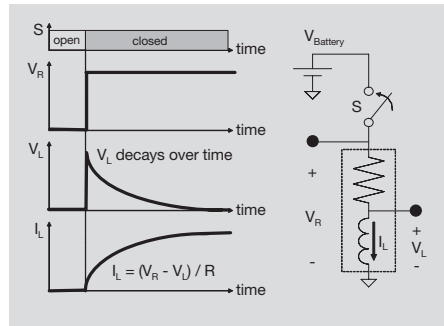 S
open
closed
time
V_R
time
V_L
V_L decays over time
time
I_L
I_L = (V_R - V_L) / R
time
V_Battery
S
+
V_R
-
I_L
+
V_L
-